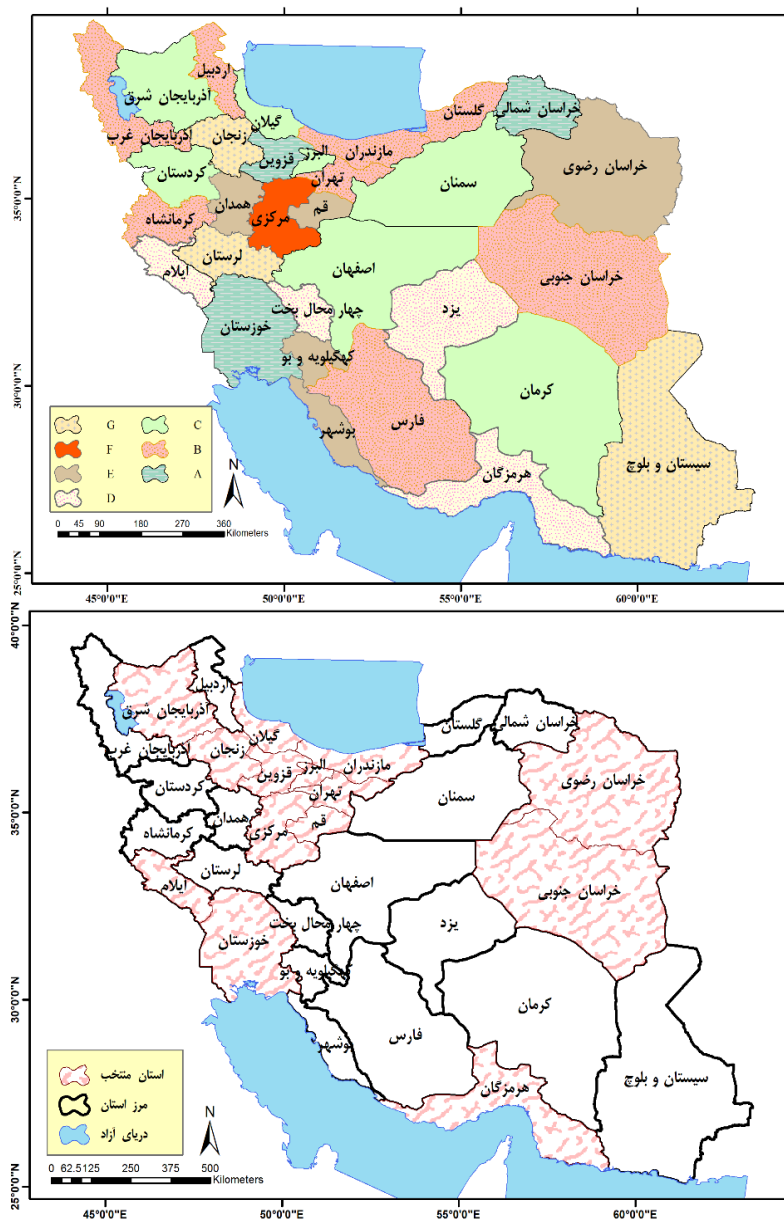 اردبیل
آذربایجان شرق
گیلان
گلستان
خراسان شمالی
آذربایجان غرب
زنجان
قزوین
البرز
مازندران
تهران
سمنان
خراسان رضوی
کردستان
همدان
قم
مرکزی
کرمانشاه
لرستان
ایلام
اصفهان
خراسان جنوبی
چهار محال بخت
یزد
خوزستان
کهگیلویه و بو
کرمان
فارس
بوشهر
هرمزگان
سیستان و بلوچ
35°0'0"N
30°0'0"N
25°0'0"N
G C
F B
E A
D
N
0 45 90 180 270 360
Kilometers
45°0'0"E 50°0'0"E 55°0'0"E 60°0'0"E
40°0'0"N
اردبیل
آذربایجان شرق
گیلان
گلستان
خراسان شمالی
آذربایجان غرب
زنجان
قزوین
البرز
مازندران
تهران
سمنان
خراسان رضوی
کردستان
همدان
قم
مرکزی
کرمانشاه
لرستان
ایلام
اصفهان
خراسان جنوبی
چهار محال بخت
یزد
خوزستان
کهگیلویه و بو
کرمان
فارس
بوشهر
هرمزگان
سیستان و بلوچ
35°0'0"N
30°0'0"N
25°0'0"N
استان منتخب
مرز استان
دریای آزاد
N
0 62.5 125 250 375 500
Kilometers
45°0'0"E 50°0'0"E 55°0'0"E 60°0'0"E